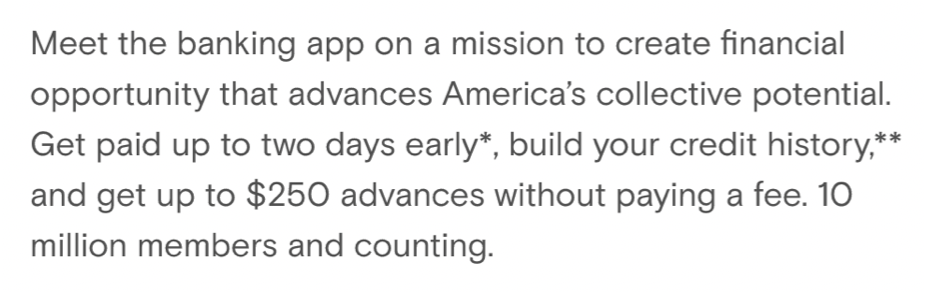 Meet the banking app on a mission to create financial
opportunity that advances America’s collective potential.
Get paid up to two days early*, build your credit history,**
and get up to $250 advances without paying a fee. 10
million members and counting.